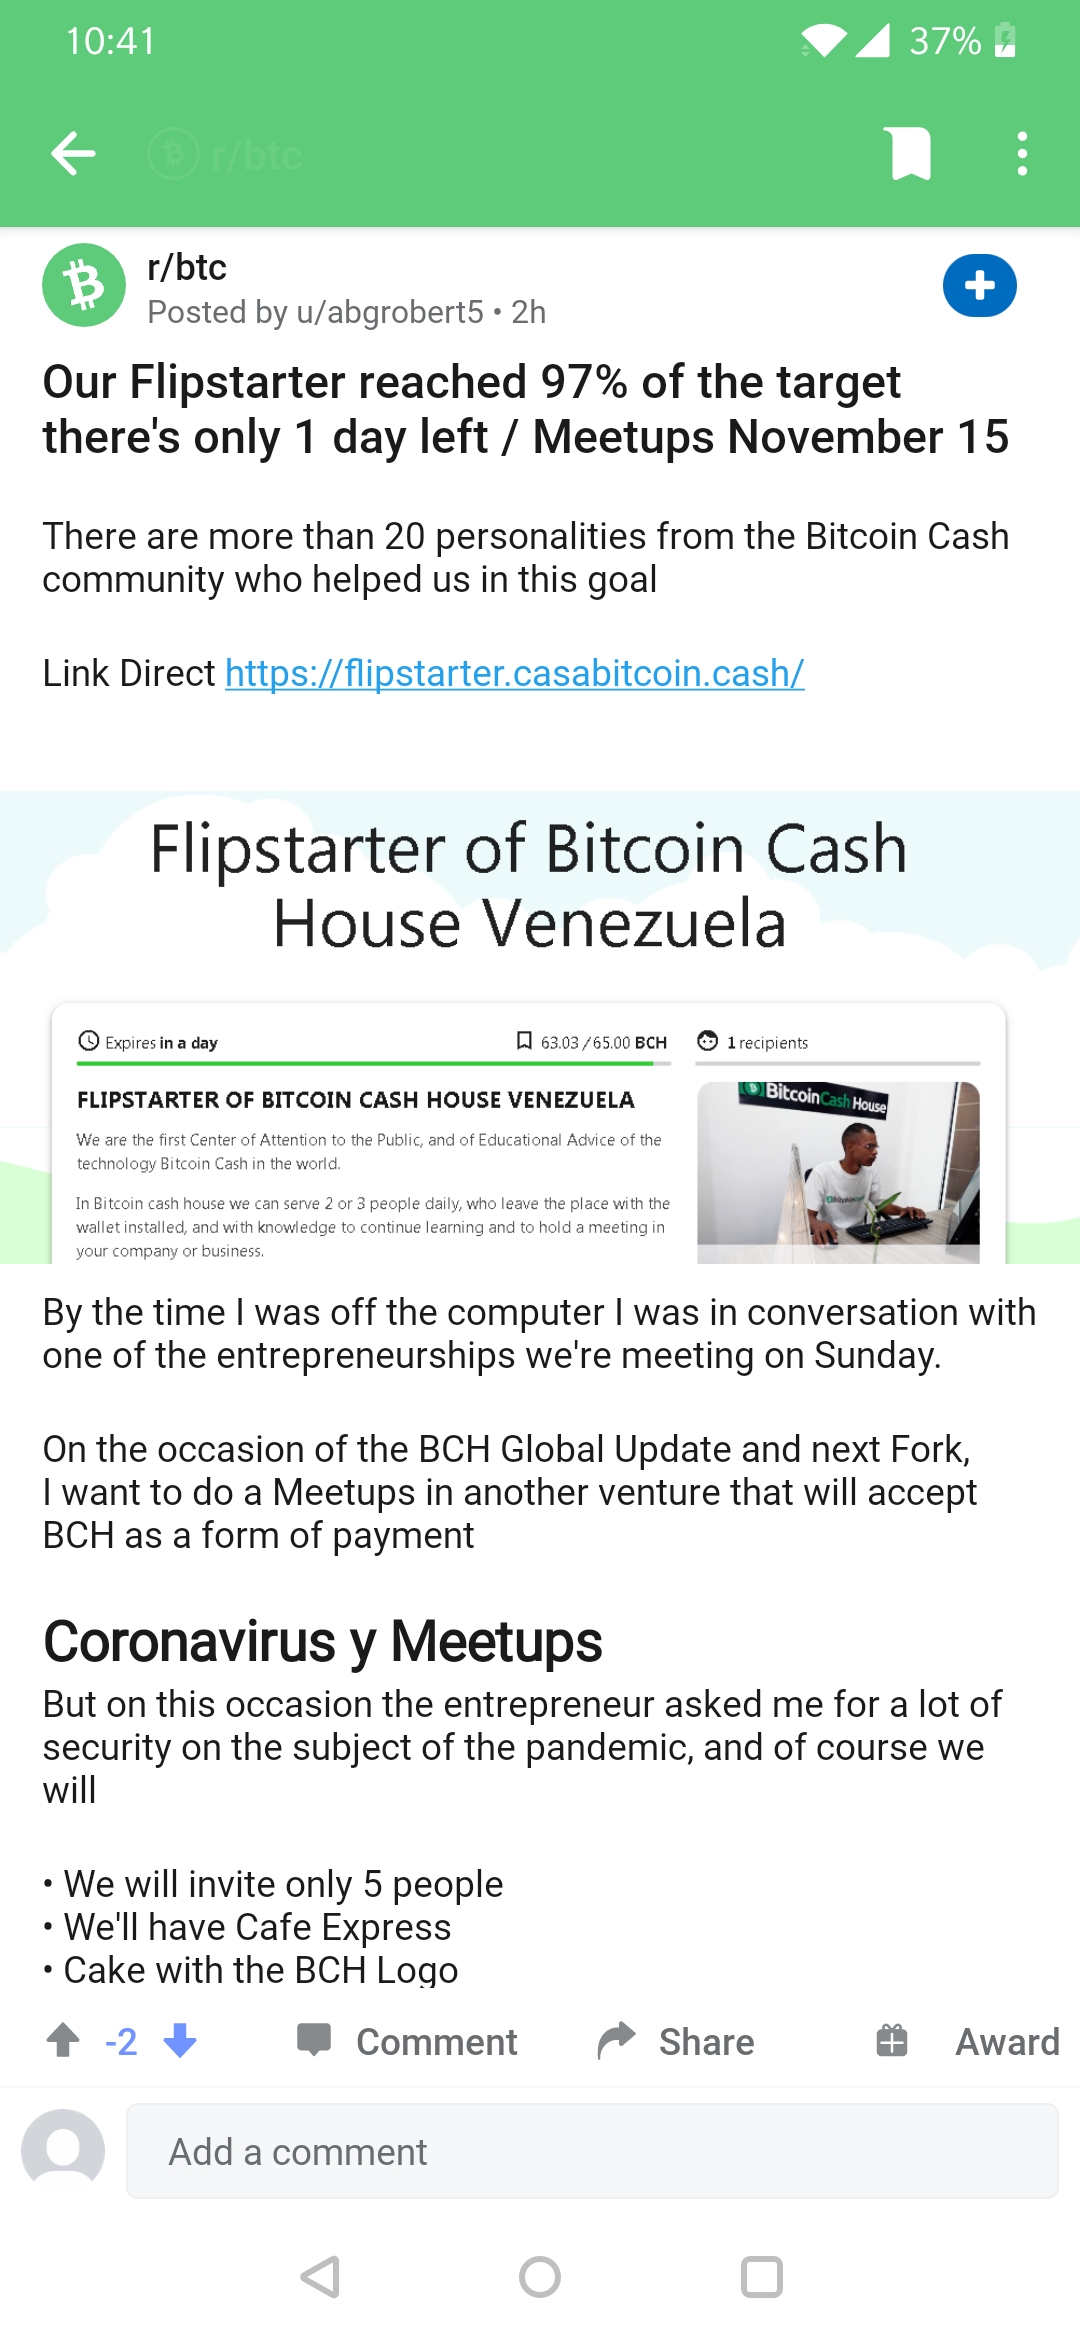 10:41
37%
r/btc
r/btc
Posted by u/abgrobert5 • 2h
Our Flipstarter reached 97% of the target
there's only 1 day left / Meetups November 15
There are more than 20 personalities from the Bitcoin Cash
community who helped us in this goal
Link Direct https://flipstarter.casabitcoin.cash/
Flipstarter of Bitcoin Cash
House Venezuela
Expires in a day
63.03 / 65.00 BCH
1 recipients
FLIPSTARTER OF BITCOIN CASH HOUSE VENEZUELA
We are the first Center of Attention to the Public, and of Educational Advice of the
technology Bitcoin Cash in the world.
In Bitcoin cash house we can serve 2 or 3 people daily, who leave the place with the
wallet installed, and with knowledge to continue learning and to hold a meeting in
your company or business.
BitcoinCash House
By the time I was off the computer I was in conversation with
one of the entrepreneurships we're meeting on Sunday.
On the occasion of the BCH Global Update and next Fork,
I want to do a Meetups in another venture that will accept
BCH as a form of payment
Coronavirus y Meetups
But on this occasion the entrepreneur asked me for a lot of
security on the subject of the pandemic, and of course we
will
• We will invite only 5 people
• We'll have Cafe Express
• Cake with the BCH Logo
-2
Comment
Share
Award
Add a comment